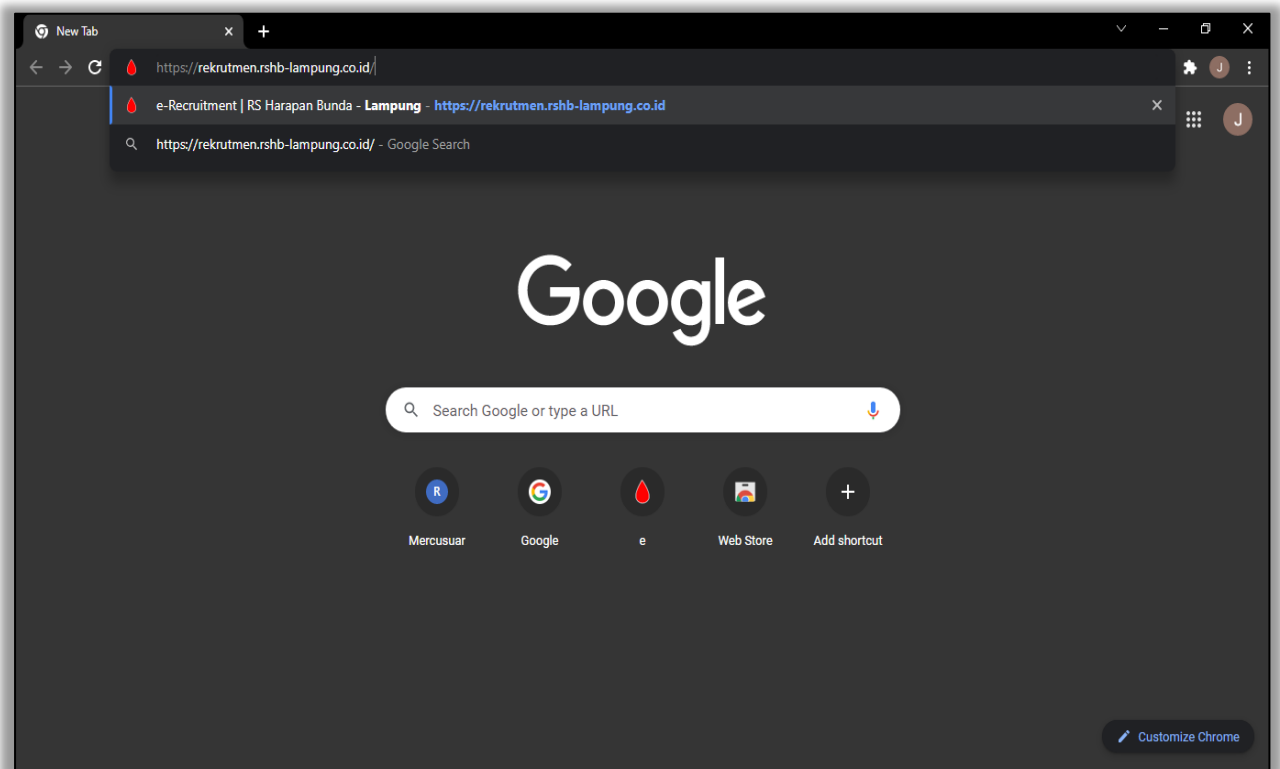 New Tab
https://rekrutmen.rshb-lampung.co.id/
J
e-Recruitment | RS Harapan Bunda - Lampung - https://rekrutmen.rshb-lampung.co.id
J
https://rekrutmen.rshb-lampung.co.id/ - Google Search
Google
Search Google or type a URL
R
Mercusuar
Google
e
Web Store
Add shortcut
Customize Chrome